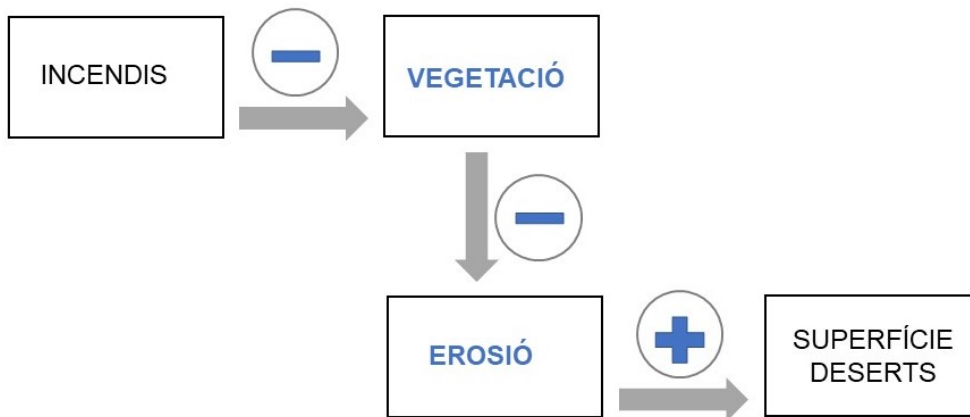 INCENDIS
VEGETACIÓ
EROSIÓ
SUPERFÍCIE
DESERTS